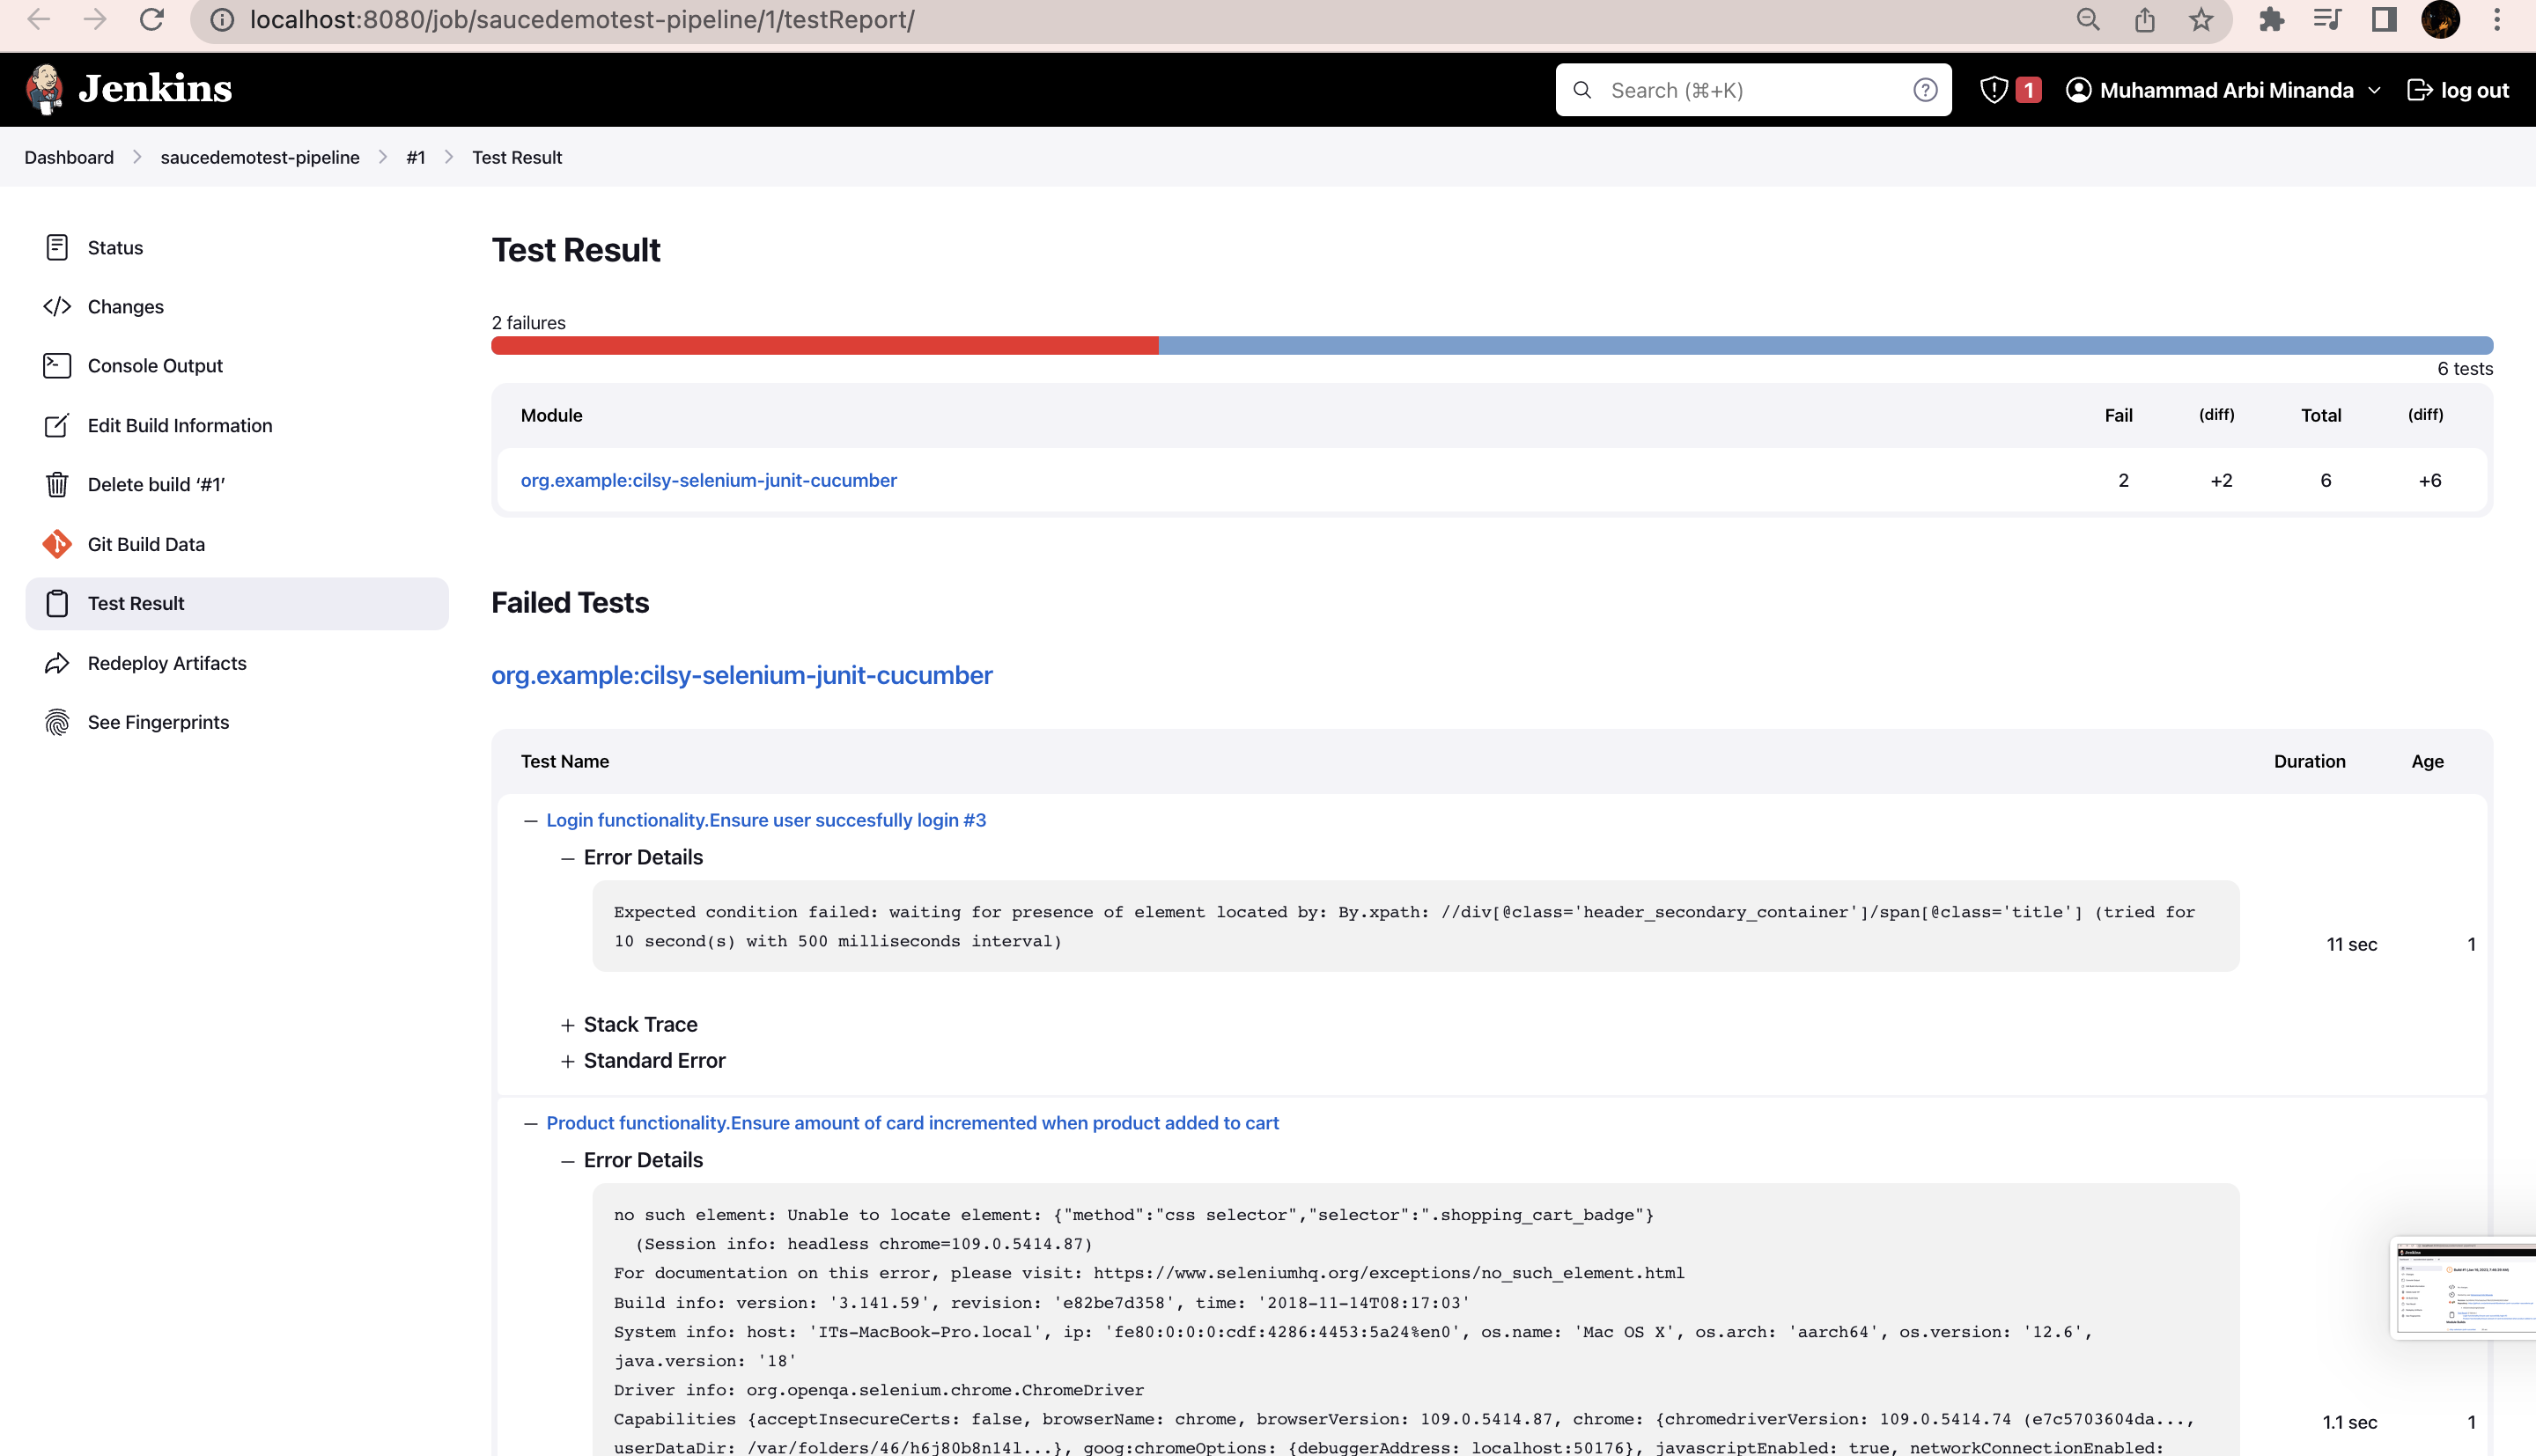 localhost:8080/job/saucedemotest-pipeline/1/testReport/
Jenkins
Search (⌘+K)
1
Muhammad Arbi Minanda
log out
Dashboard
saucedemotest-pipeline
#1
Test Result
Status
Changes
Console Output
Edit Build Information
Delete build ‘#1’
Git Build Data
Test Result
Redeploy Artifacts
See Fingerprints
Test Result
2 failures
6 tests
Module Fail (diff) Total (diff)
org.example:cilsy-selenium-junit-cucumber 2 +2 6 +6
Failed Tests
org.example:cilsy-selenium-junit-cucumber
Test Name Duration Age
Login functionality.Ensure user succesfully login #3
Error Details
Expected condition failed: waiting for presence of element located by: By.xpath: //div[@class='header_secondary_container']/span[@class='title'] (tried for
10 second(s) with 500 milliseconds interval)
11 sec 1
Stack Trace
Standard Error
Product functionality.Ensure amount of card incremented when product added to cart
Error Details
no such element: Unable to locate element: {"method":"css selector","selector":".shopping_cart_badge"}
(Session info: headless chrome=109.0.5414.87)
For documentation on this error, please visit: https://www.seleniumhq.org/exceptions/no_such_element.html
Build info: version: '3.141.59', revision: 'e82be7d358', time: '2018-11-14T08:17:03'
System info: host: 'ITs-MacBook-Pro.local', ip: 'fe80:0:0:0:cdf:4286:4453:5a24%en0', os.name: 'Mac OS X', os.arch: 'aarch64', os.version: '12.6',
java.version: '18'
Driver info: org.openqa.selenium.chrome.ChromeDriver
Capabilities {acceptInsecureCerts: false, browserName: chrome, browserVersion: 109.0.5414.87, chrome: {chromedriverVersion: 109.0.5414.74 (e7c5703604da...,
userDataDir: /var/folders/46/h6j80b8n14l...}, goog:chromeOptions: {debuggerAddress: localhost:50176}, javascriptEnabled: true, networkConnectionEnabled:
1.1 sec 1